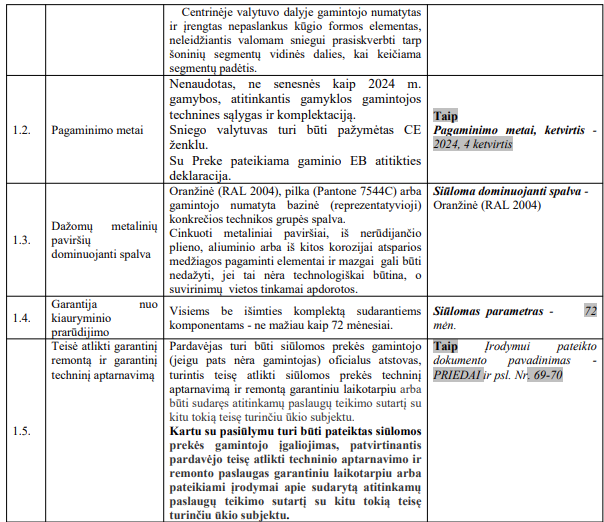 Centrinėje valytuvo dalyje gamintojo numatytas
ir įrengtas nepaslankus kūgio formos elementas,
neleidžiantis valomam sniegui prasiskverbti tarp
šoninių segmentų vidinės dalies, kai keičiama
segmentų padėtis.
1.2.
Pagaminimo metai
Nenaudotas, ne senesnės kaip 2024 m.
gamybos, atitinkantis gamyklos gamintojos
technines sąlygas ir komplektaciją.
Sniego valytuvas turi būti pažymėtas CE
ženklu.
Su Preke pateikiama gaminio EB atitikties
deklaracija.
Taip
Pagaminimo metai, ketvirtis -
2024, 4 ketvirtis
1.3.
Dažomų metalinių
paviršių
dominuojanti spalva
Oranžinė (RAL 2004), pilka (Pantone 7544C) arba
gamintojo numatyta bazinė (reprezentatyvioji)
konkrečios technikos grupės spalva.
Cinkuoti metaliniai paviršiai, iš nerūdijančio
plieno, aliuminio arba iš kitos korozijai atsparios
medžiagos pagaminti elementai ir mazgai gali būti
nedažyti, jei tai nėra technologiškai būtina, o
suvirinimų vietos tinkamai apdorotos.
Siūloma dominuojanti spalva -
Oranžinė (RAL 2004)
1.4.
Garantija nuo
kiauryminio
prarūdijimo
Visiems be išimties komplektą sudarantiems
komponentams - ne mažiau kaip 72 mėnesiai.
Siūlomas parametras - 72
mėn.
1.5.
Teisė atlikti garantinį
remontą ir garantinį
techninį aptarnavimą
Pardavėjas turi būti siūlomos prekės gamintojo
(jeigu pats nėra gamintojas) oficialus atstovas,
turintis teisę atlikti siūlomos prekės techninį
aptarnavimą ir remontą garantiniu laikotarpiu arba
būti sudaręs atitinkamų paslaugų teikimo sutartį su
kitu tokią teisę turinčiu ūkio subjektu.
Kartu su pasiūlymu turi būti pateiktas siūlomos
prekės gamintojo įgaliojimas, patvirtinantis
pardavėjo teisę atlikti techninio aptarnavimo ir
remonto paslaugas garantiniu laikotarpiu arba
pateikiami įrodymai apie sudarytą atitinkamų
paslaugų teikimo sutartį su kitu tokią teisę
turinčiu ūkio subjektu.
Taip Įrodymui pateikto
dokumento pavadinimas -
PRIEDAI ir psl. Nr. 69-70